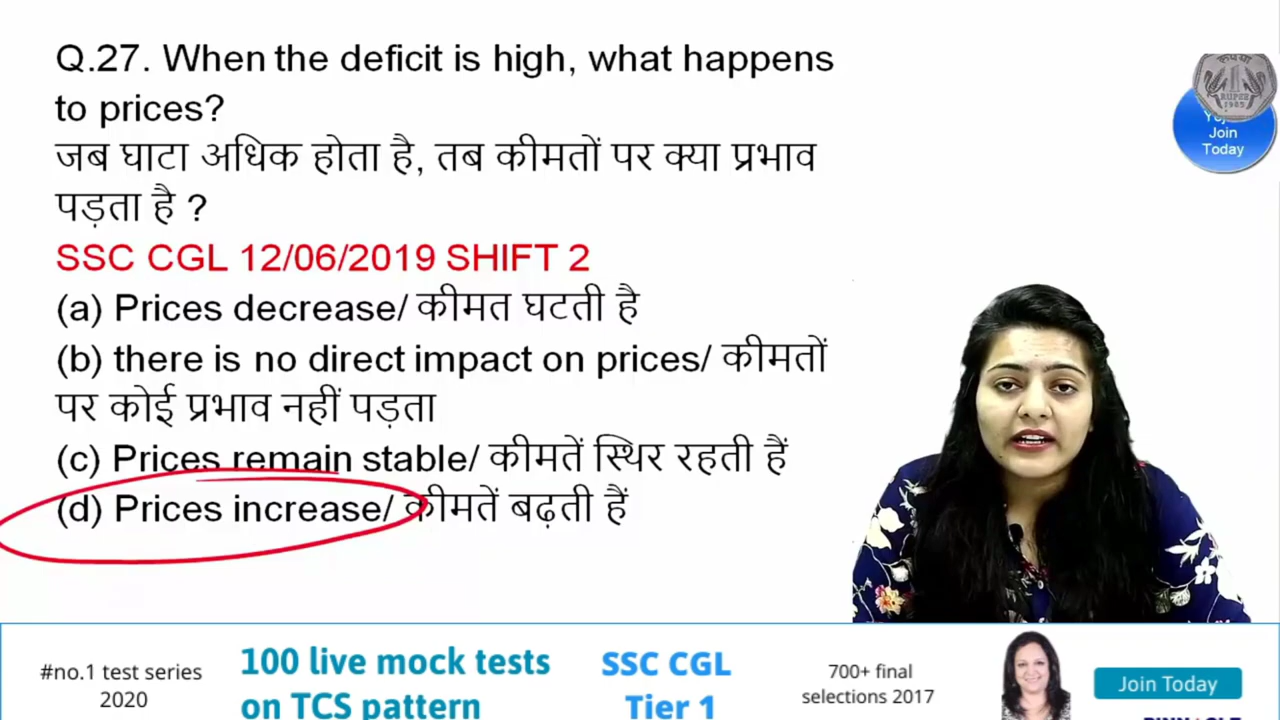 Q.27. When the deficit is high, what happens
to prices?
जब घाटा अधिक होता है, तब कीमतों पर क्या प्रभाव
पड़ता है ?
SSC CGL 12/06/2019 SHIFT 2
(a) Prices decrease/ कीमत घटती है
(b) there is no direct impact on prices/ कीमतों
पर कोई प्रभाव नहीं पड़ता
(c) Prices remain stable/ कीमतें स्थिर रहती हैं
(d) Prices increase/ कीमतें बढ़ती हैं
रुपया
RUPEE
Join
Today
#no.1 test series
2020
100 live mock tests
on TCS pattern
SSC CGL
Tier 1
700+ final
selections 2017
Join Today